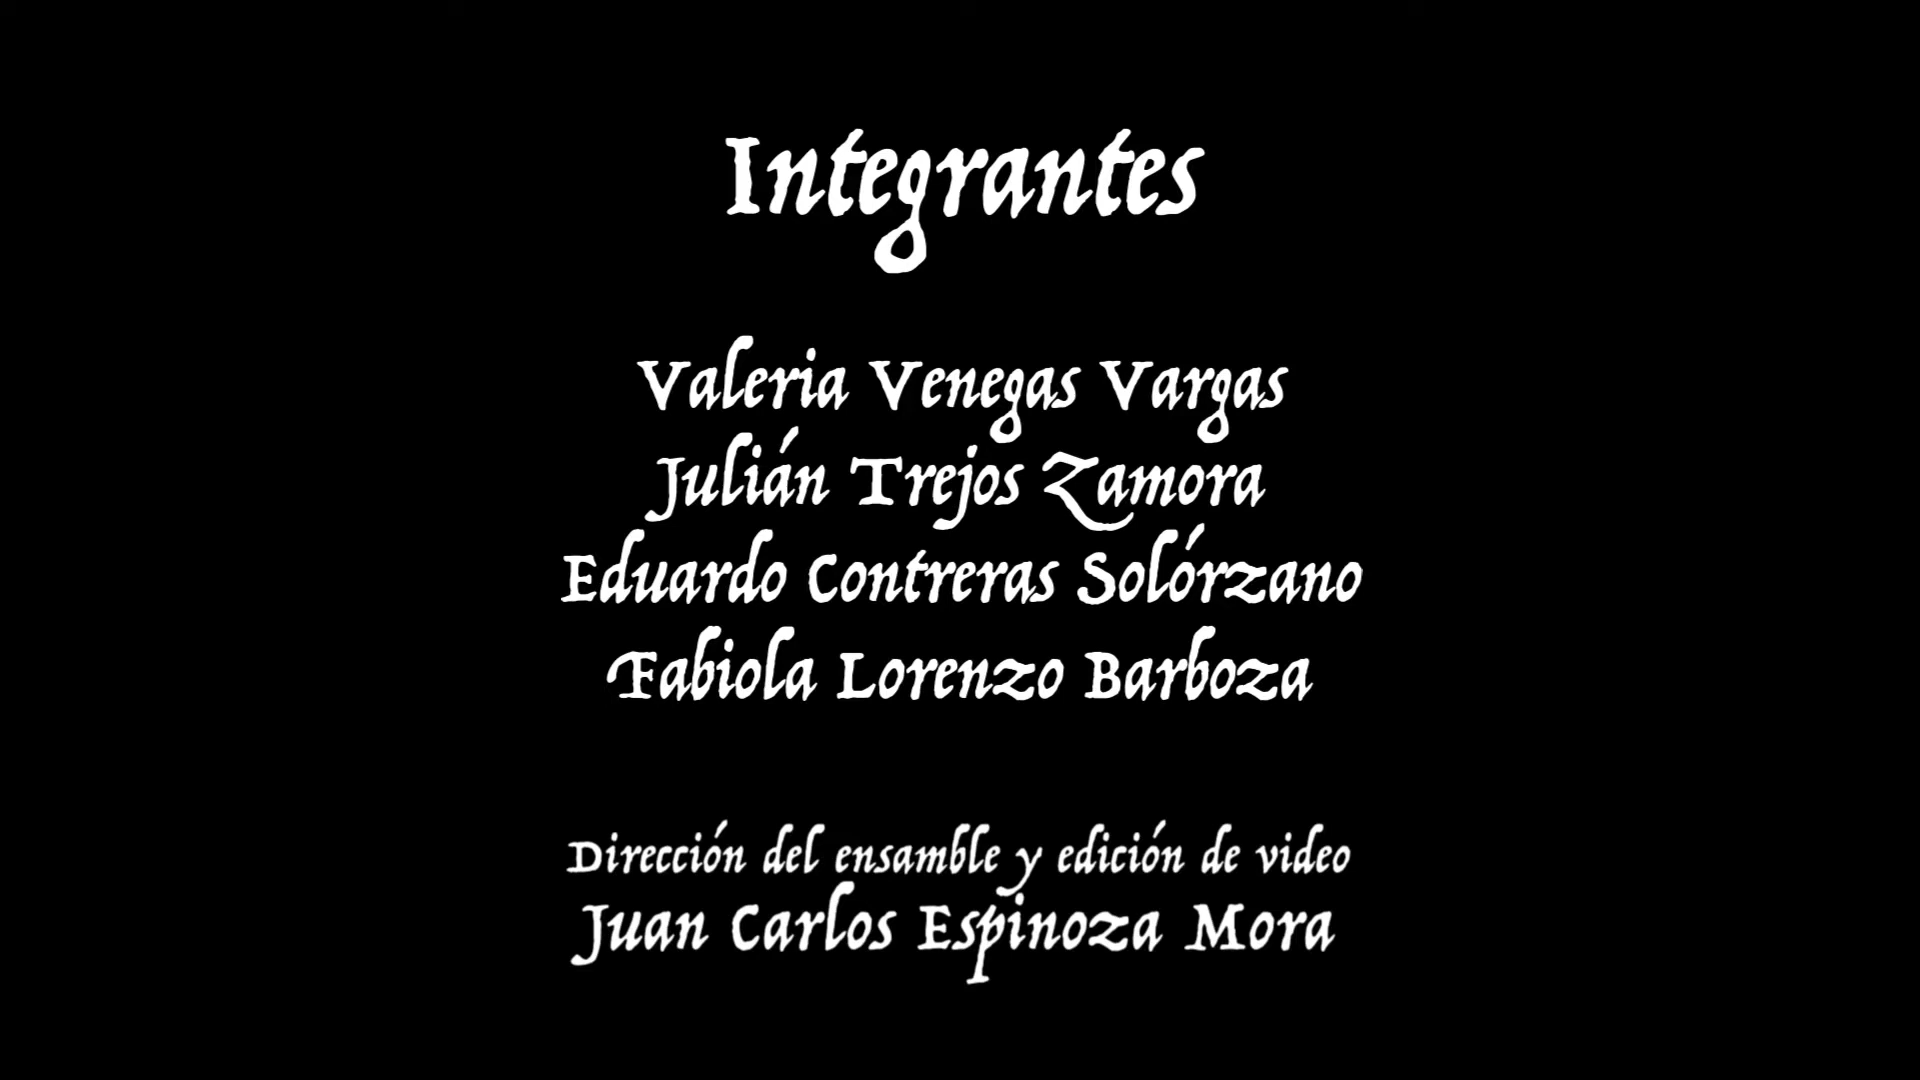 Integrantes
Valeria Venegas Vargas
Julián Trejos Zamora
Eduardo Contreras Solórzano
Fabiola Lorenzo Barboza
Dirección del ensamble y edición de video
Juan Carlos Espinoza Mora